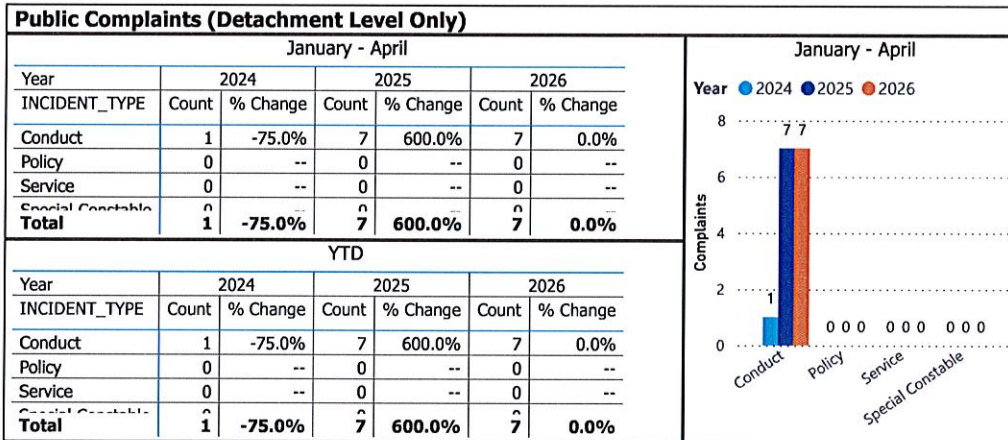 Public Complaints (Detachment Level Only)
January - April
Year 2024 2025 2026
INCIDENT_TYPE Count % Change Count % Change Count % Change
Conduct 1 -75.0% 7 600.0% 7 0.0%
Policy 0 -- 0 -- 0 --
Service 0 -- 0 -- 0 --
Special Constable 0 -- 0 -- 0 --
Total 1 -75.0% 7 600.0% 7 0.0%
YTD
Year 2024 2025 2026
INCIDENT_TYPE Count % Change Count % Change Count % Change
Conduct 1 -75.0% 7 600.0% 7 0.0%
Policy 0 -- 0 -- 0 --
Service 0 -- 0 -- 0 --
Total 1 -75.0% 7 600.0% 7 0.0%
January - April
Year 2024 2025 2026
Complaints
8
6
4
2
0
1 7 7
0 0 0
0 0 0
0 0 0
Conduct
Policy
Service
Special Constable